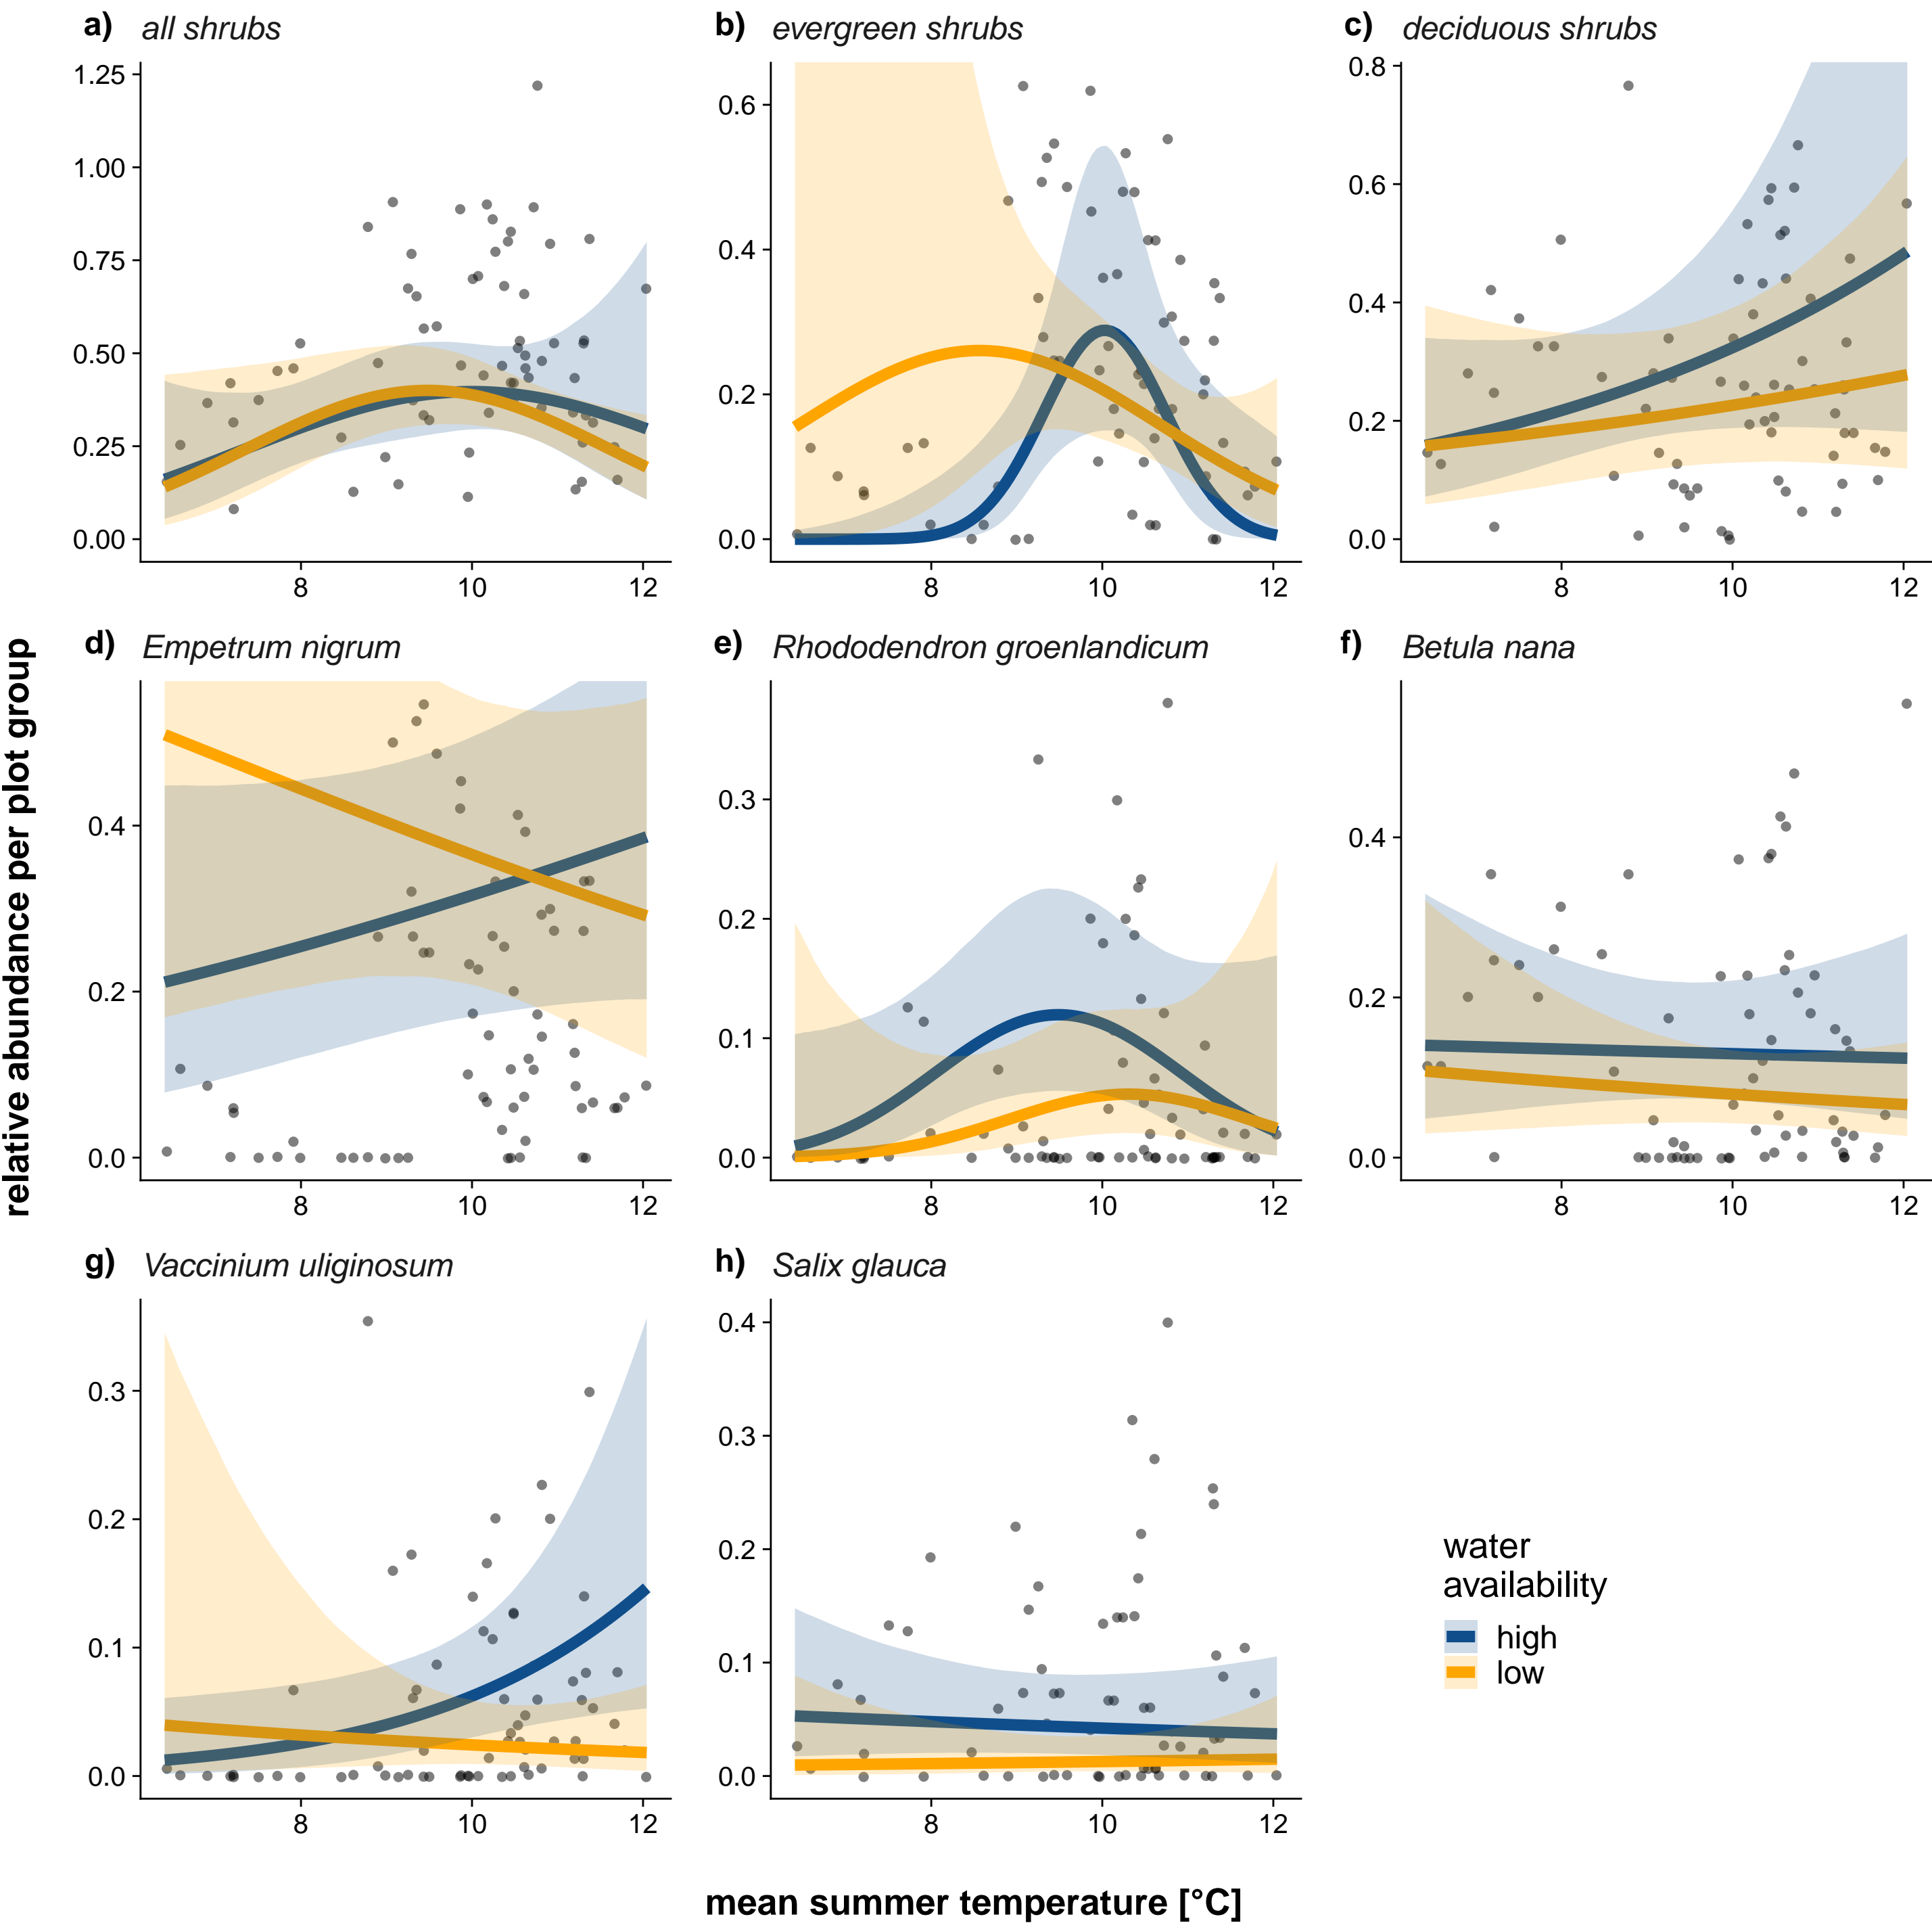 a) all shrubs
b) evergreen shrubs
c) deciduous shrubs
1.25
1.00
0.75
0.50
0.25
0.00
8 10 12
0.6
0.4
0.2
0.0
8 10 12
0.8
0.6
0.4
0.2
0.0
8 10 12
relative abundance per plot group
d) Empetrum nigrum
e) Rhododendron groenlandicum
f) Betula nana
0.4
0.2
0.0
8 10 12
0.3
0.2
0.1
0.0
8 10 12
0.4
0.2
0.0
8 10 12
g) Vaccinium uliginosum
h) Salix glauca
0.3
0.2
0.1
0.0
8 10 12
0.4
0.3
0.2
0.1
0.0
8 10 12
water
availability
high
low
mean summer temperature [°C]